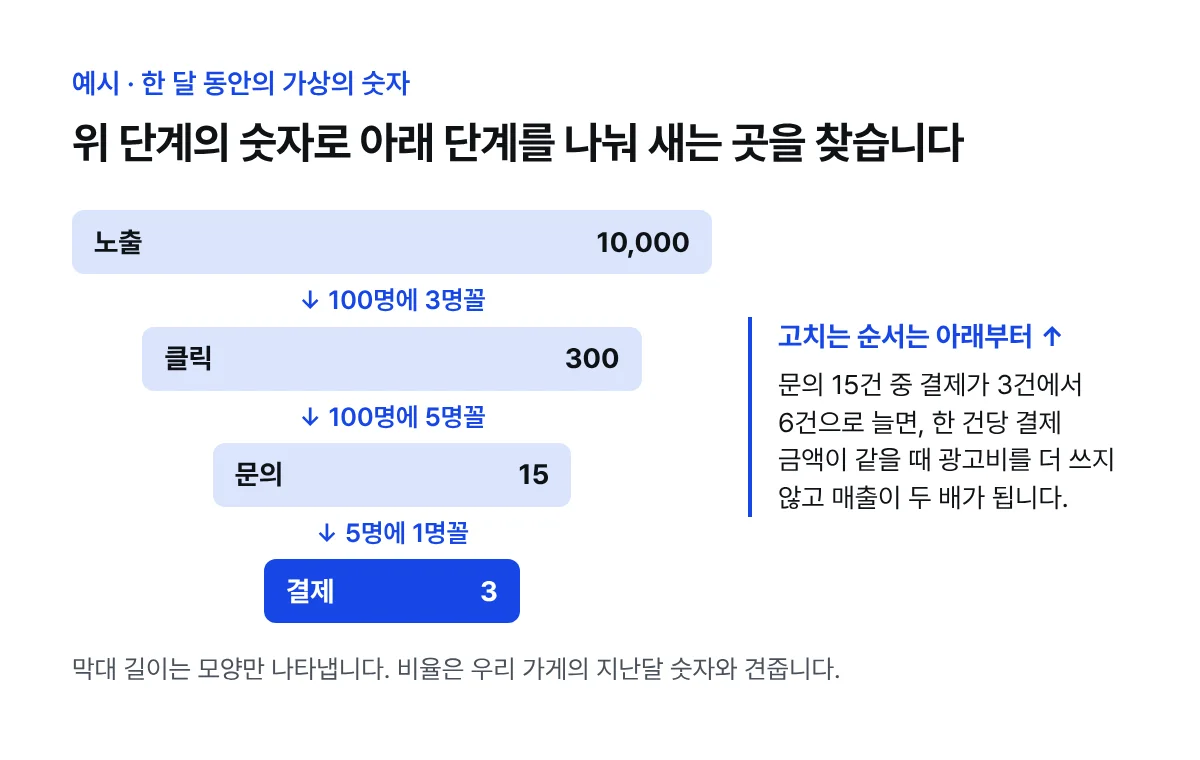 예시 · 한 달 동안의 가상의 숫자
위 단계의 숫자로 아래 단계를 나눠 새는 곳을 찾습니다
노출 10,000
↓ 100명에 3명꼴
클릭 300
↓ 100명에 5명꼴
문의 15
↓ 5명에 1명꼴
결제 3
고치는 순서는 아래부터 ↑
문의 15건 중 결제가 3건에서
6건으로 늘면, 한 건당 결제
금액이 같을 때 광고비를 더 쓰지
않고 매출이 두 배가 됩니다.
막대 길이는 모양만 나타냅니다. 비율은 우리 가게의 지난달 숫자와 견줍니다.